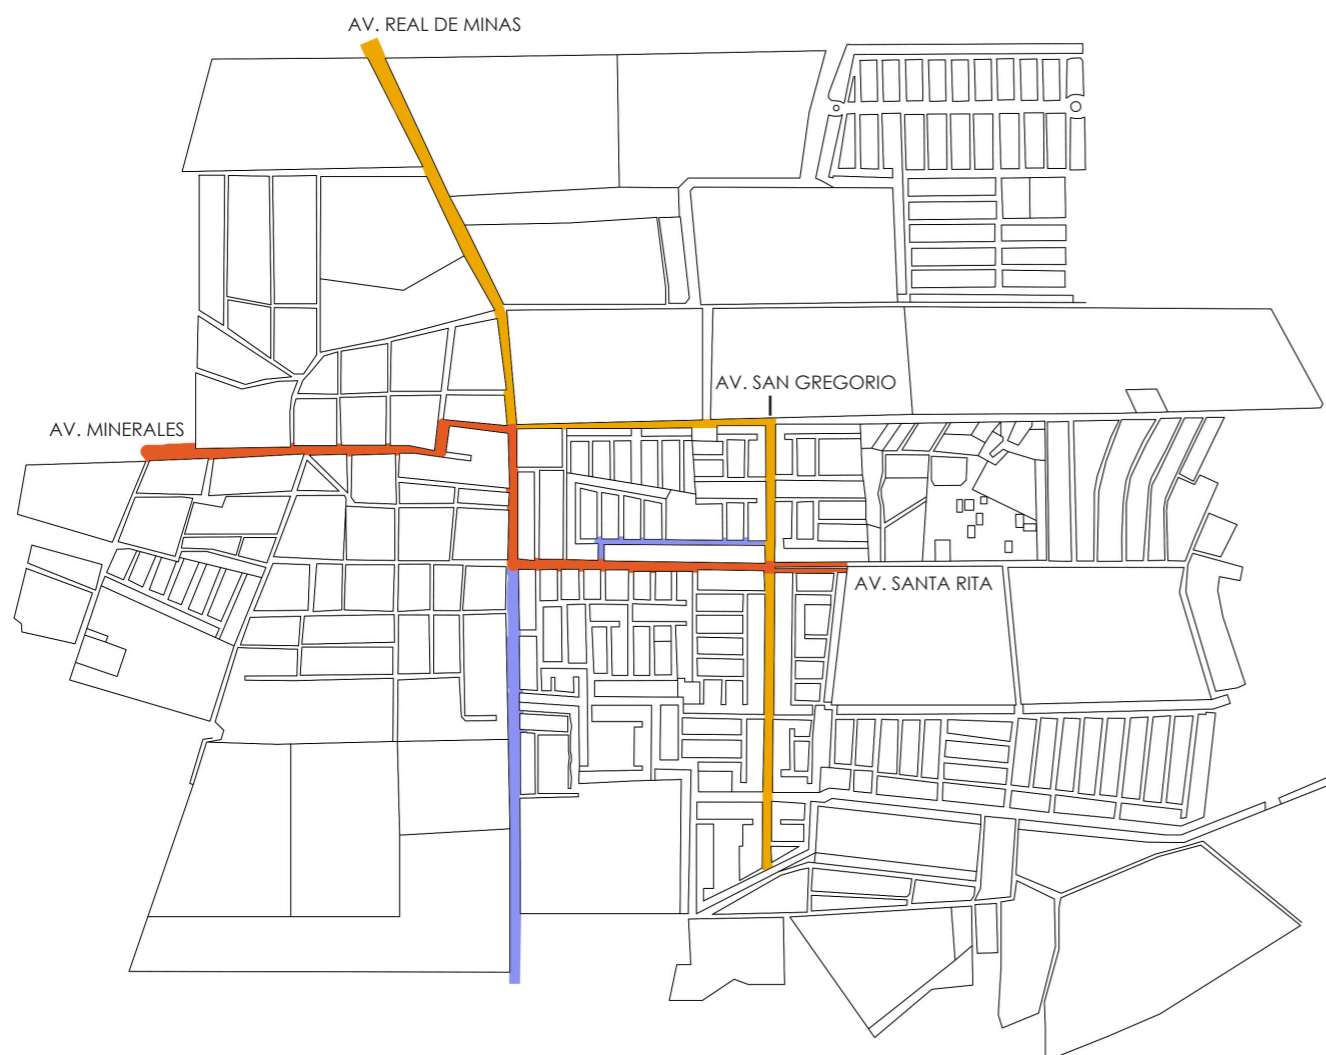 AV. REAL DE MINAS
AV. SAN GREGORIO
AV. MINERALES
AV. SANTA RITA